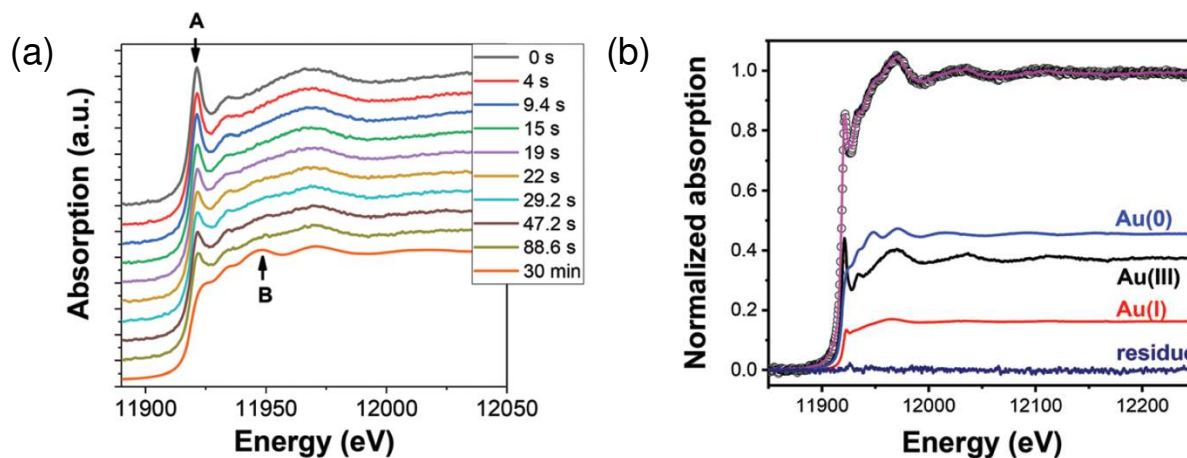 (a)
A
B
0 s
4 s
9.4 s
15 s
19 s
22 s
29.2 s
47.2 s
88.6 s
30 min
Absorption (a.u.)
11900 11950 12000 12050
Energy (eV)
(b)
1.0
0.8
0.6
0.4
0.2
0.0
Normalized absorption
Au(0)
Au(III)
Au(I)
residue
11900 12000 12100 12200
Energy (eV)